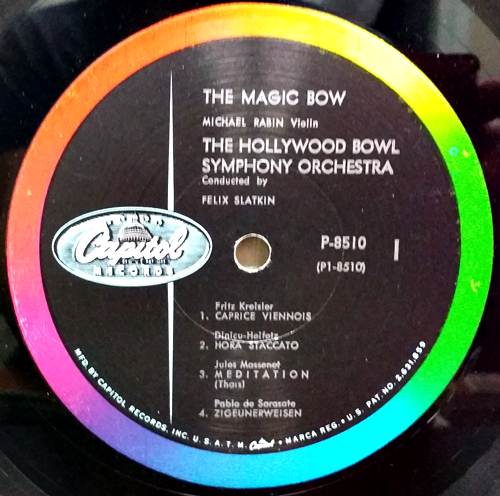 THE MAGIC BOW
MICHAEL RABIN Violin
THE HOLLYWOOD BOWL
SYMPHONY ORCHESTRA
Conducted by
FELIX SLATKIN
Capitol
RECORDS
P-8510
1
(P1-8510)
Fritz Kreisler
1. CAPRICE VIENNOIS
Dinicu-Heifetz
2. HORA STACCATO
Jules Massenet
3. MEDITATION
(Thais)
Pablo de Sarasate
4. ZIGEUNERWEISEN
MFD. BY CAPITOL RECORDS, INC. U.S.A. T.M. Capitol • MARCA REG. • U.S. PAT. NO. 2,631,859